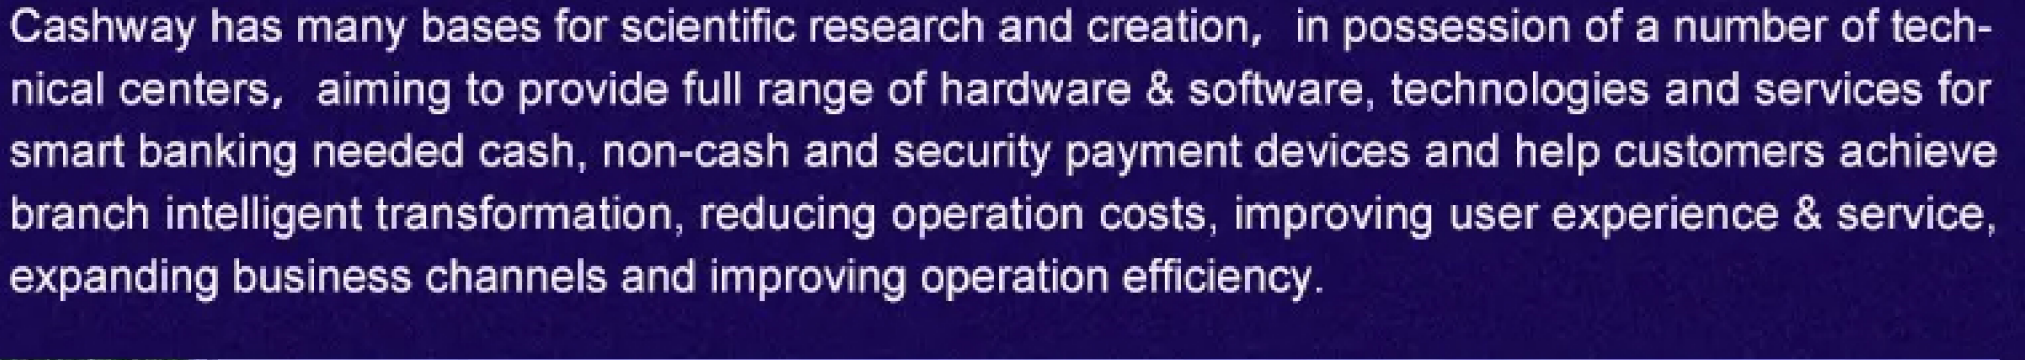 Cashway has many bases for scientific research and creation,  in possession of a number of tech-
nical centers,  aiming to provide full range of hardware & software, technologies and services for
smart banking needed cash, non-cash and security payment devices and help customers achieve
branch intelligent transformation, reducing operation costs, improving user experience & service,
expanding business channels and improving operation efficiency.